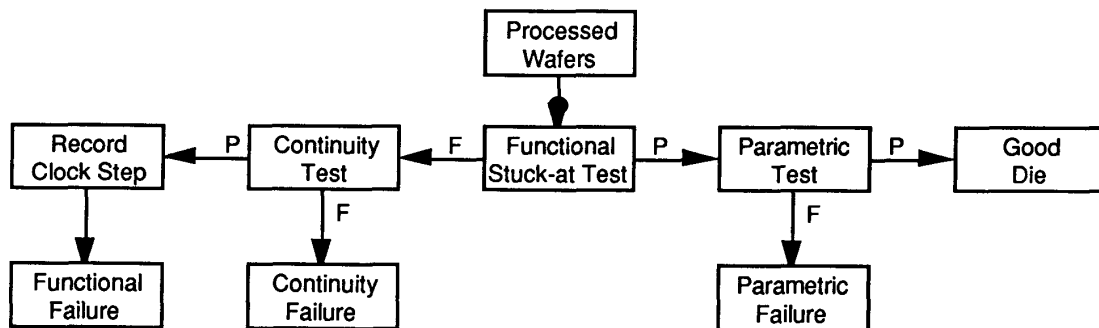 Processed
Wafers
Record
Clock Step
P
Continuity
Test
F
Functional
Stuck-at Test
P
Parametric
Test
P
Good
Die
F
F
Functional
Failure
Continuity
Failure
Parametric
Failure